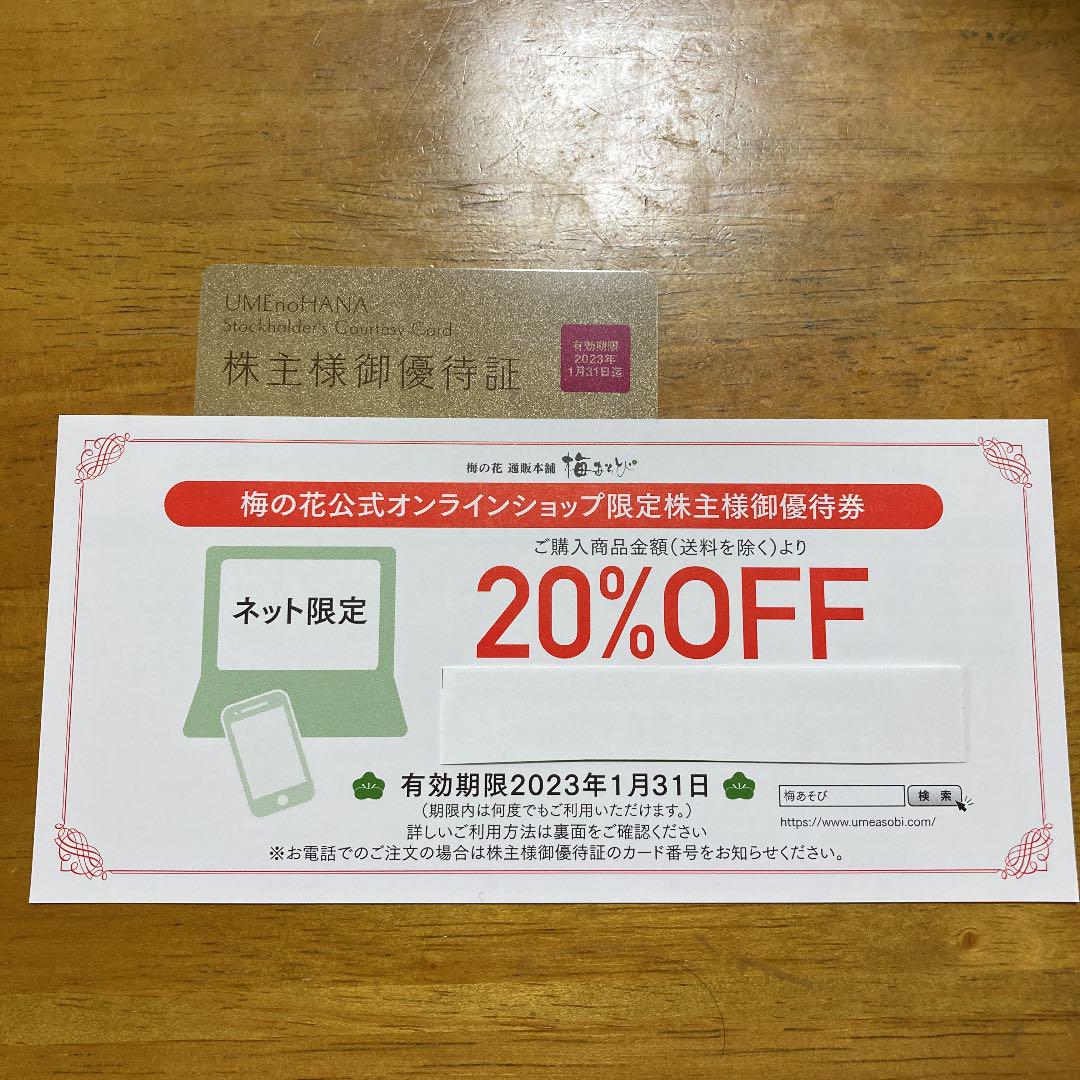 UMEnoHANA
Stockholder's Courtesy Card
株主様御優待証
有効期限
2023年
1月31日迄
梅の花 通販本舗 梅あそび
梅の花公式オンラインショップ限定株主様御優待券
ご購入商品金額(送料を除く)より
20%OFF
ネット限定
有効期限2023年1月31日
(期限内は何度でもご利用いただけます。)
詳しいご利用方法は裏面をご確認ください
※お電話でのご注文の場合は株主様御優待証のカード番号をお知らせください。
梅あそび 検索
https://www.umeasobi.com/